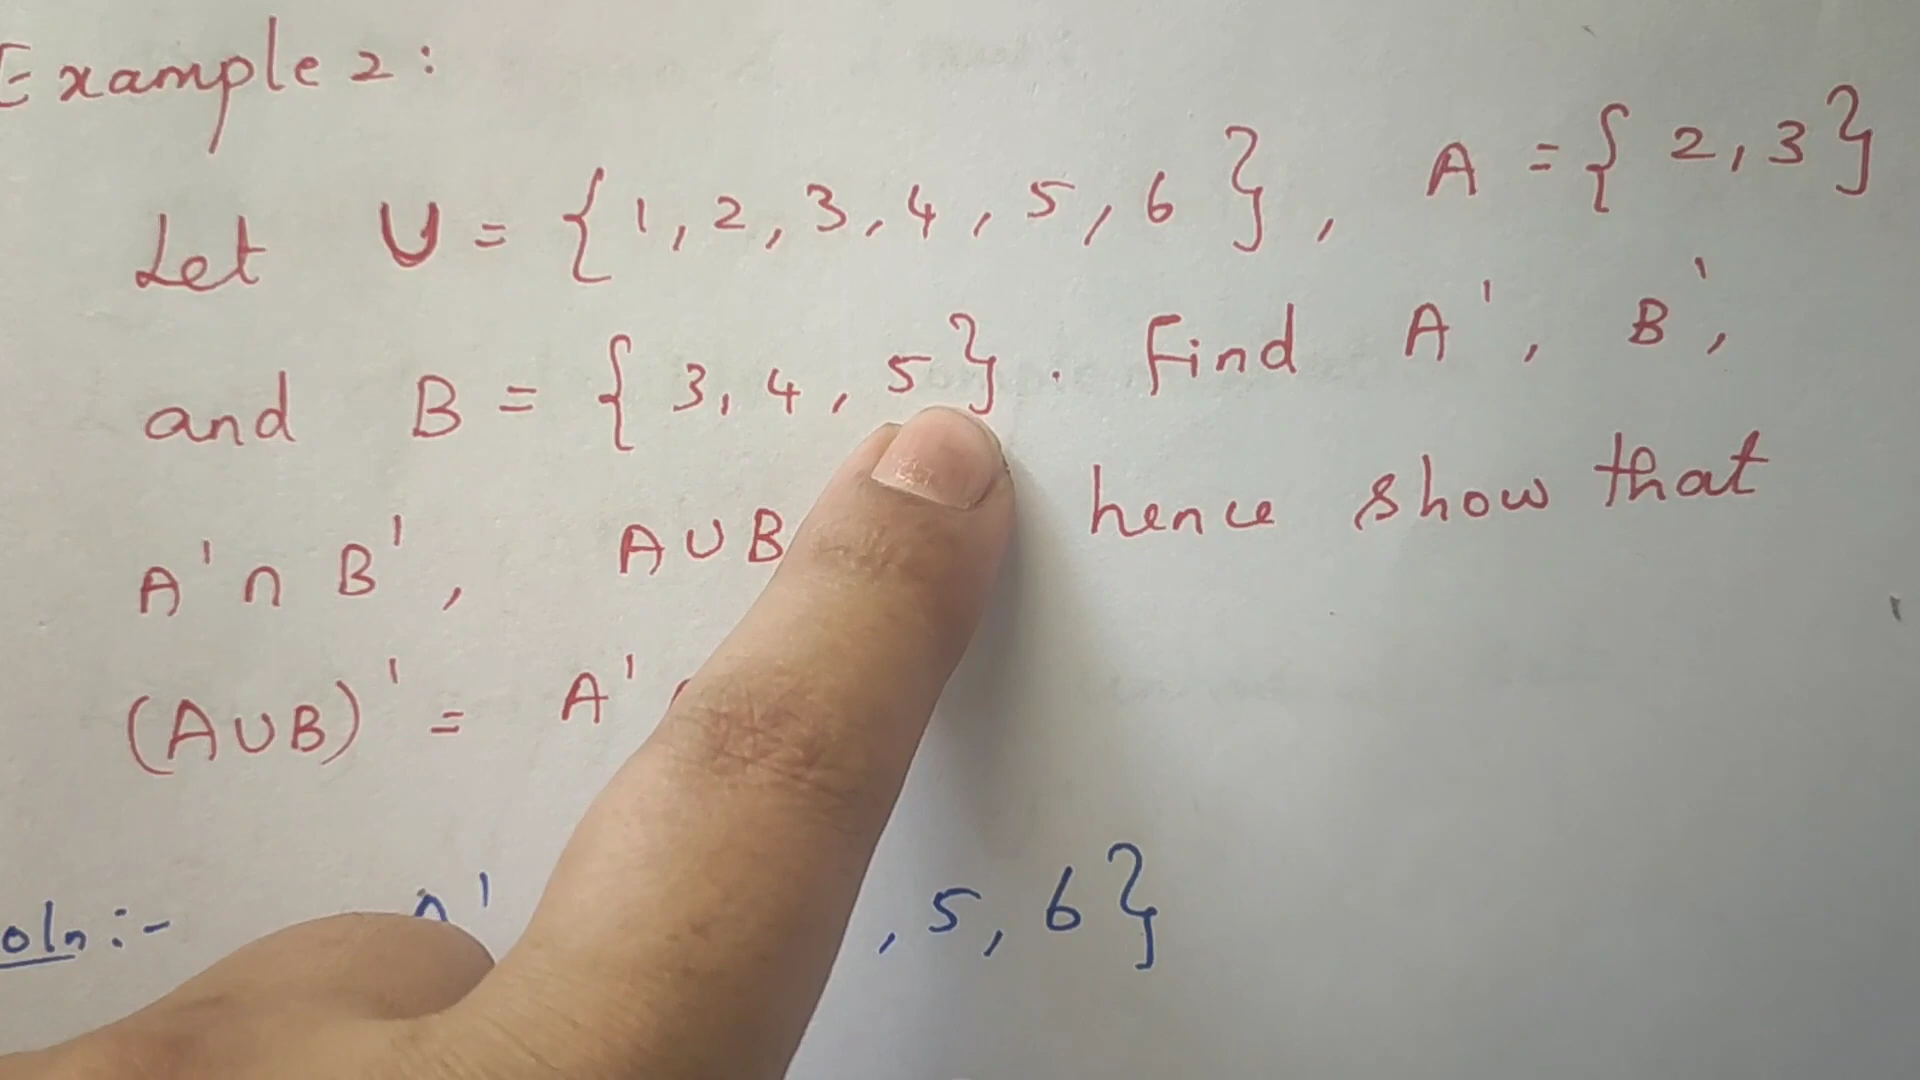 Example 2:
Let U = { 1, 2, 3, 4, 5, 6 }, A = { 2, 3 }
and B = { 3, 4, 5 }. Find A', B',
A' ∩ B', A ∪ B hence show that
(A ∪ B)' = A'
oln :- A' , 5, 6 }